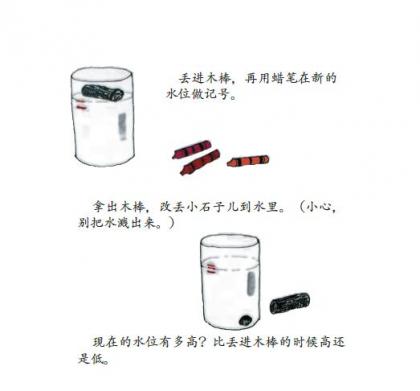 丢进木棒，再用蜡笔在新的
水位做记号。
拿出木棒，改丢小石子儿到水里。（小心，
别把水溅出来。）
现在的水位有多高？比丢进木棒的时候高还
是低。